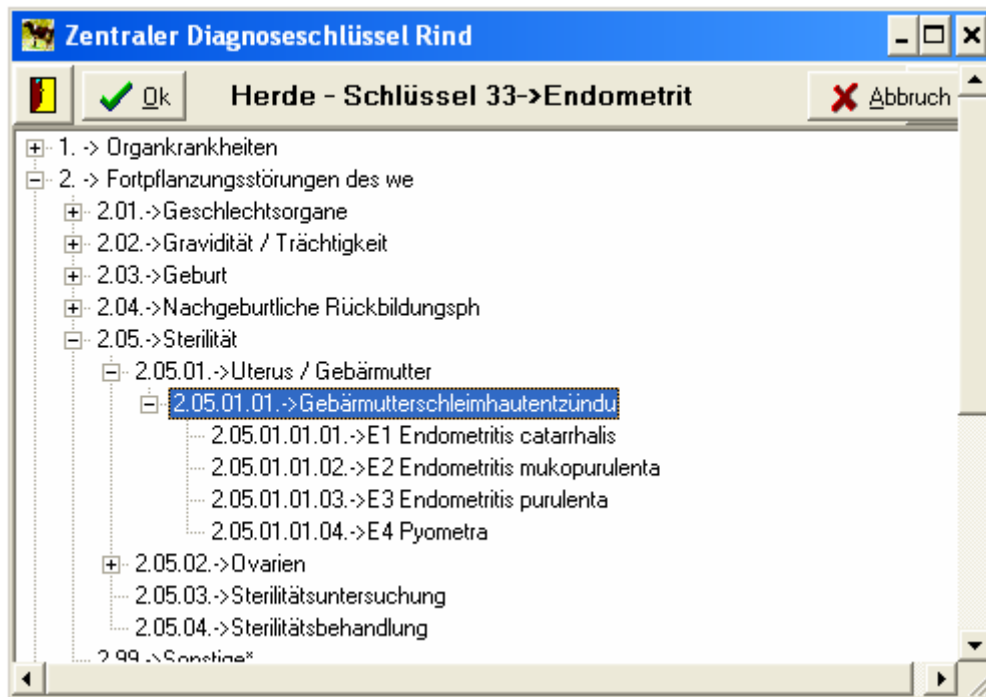 Zentraler Diagnoseschlüssel Rind
Ok Herde - Schlüssel 33->Endometrit Abbruch
1. -> Organkrankheiten
2. -> Fortpflanzungsstörungen des we
2.01.->Geschlechtsorgane
2.02.->Gravidität / Trächtigkeit
2.03.->Geburt
2.04.->Nachgeburtliche Rückbildungsph
2.05.->Sterilität
2.05.01.->Uterus / Gebärmutter
2.05.01.01.->Gebärmutterschleimhautentzündu
2.05.01.01.01.->E1 Endometritis catarrhalis
2.05.01.01.02.->E2 Endometritis mukopurulenta
2.05.01.01.03.->E3 Endometritis purulenta
2.05.01.01.04.->E4 Pyometra
2.05.02.->Ovarien
2.05.03.->Sterilitätsuntersuchung
2.05.04.->Sterilitätsbehandlung
2.99.->Sonstige*